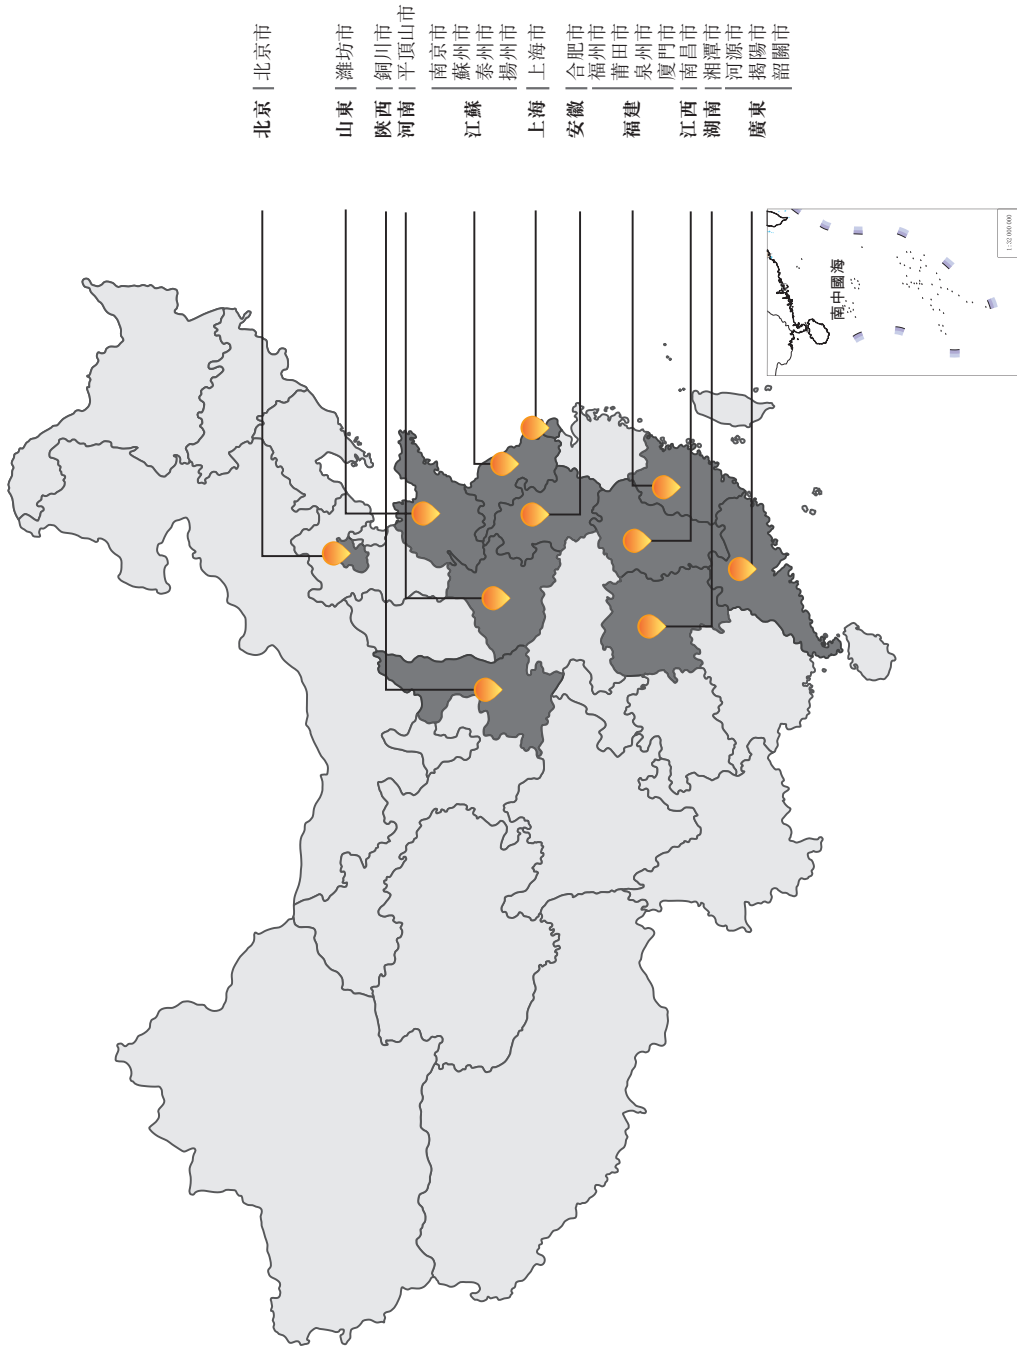 北京
北京市
山東
濰坊市
陝西
銅川市
河南
平頂山市
江蘇
南京市
蘇州市
泰州市
揚州市
上海
上海市
安徽
合肥市
福建
福州市
莆田市
泉州市
廈門市
江西
南昌市
湖南
湘潭市
廣東
河源市
揭陽市
韶關市
南中國海
1:32 000 000